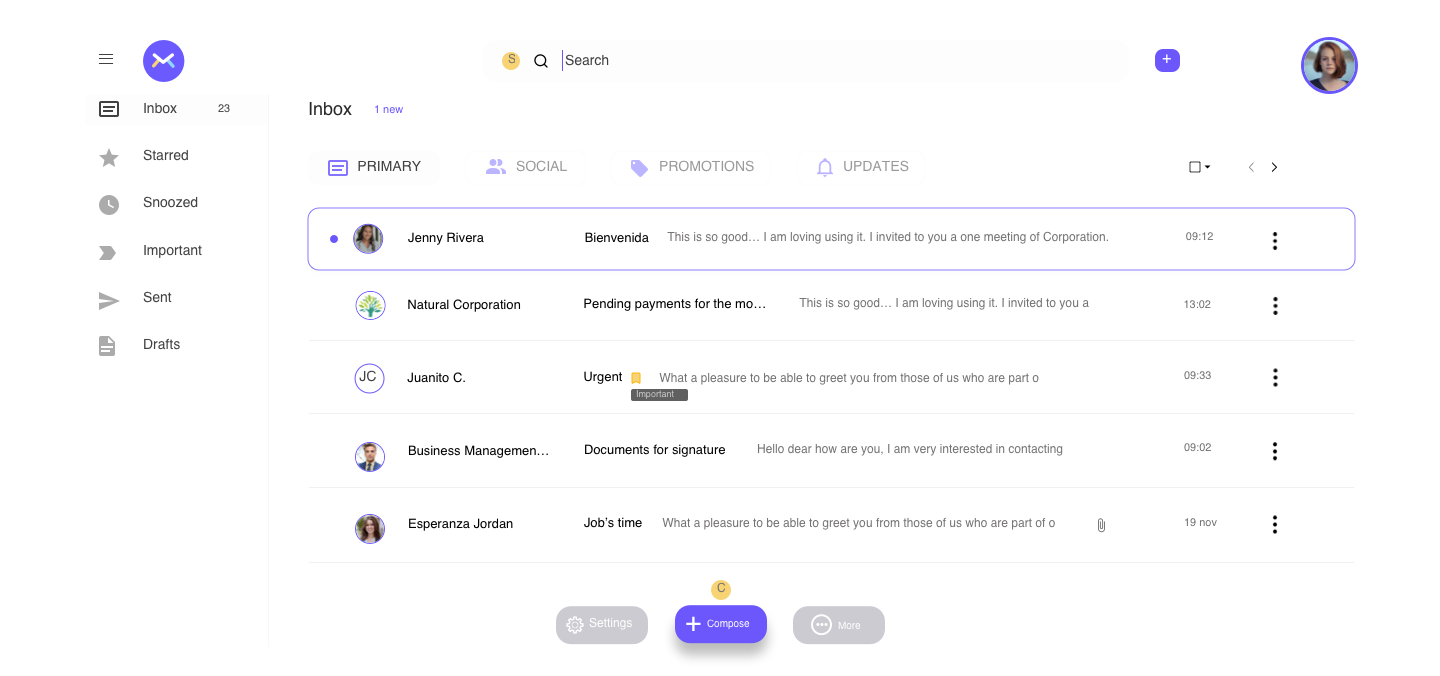 S Search +
Inbox 23
Starred
Snoozed
Important
Sent
Drafts
Inbox 1 new
PRIMARY SOCIAL PROMOTIONS UPDATES
Jenny Rivera Bienvenida This is so good… I am loving using it. I invited to you a one meeting of Corporation. 09:12
Natural Corporation Pending payments for the mo… This is so good… I am loving using it. I invited to you a 13:02
Juanito C. JC Urgent What a pleasure to be able to greet you from those of us who are part o 09:33
Important
Business Managemen… Documents for signature Hello dear how are you, I am very interested in contacting 09:02
Esperanza Jordan Job’s time What a pleasure to be able to greet you from those of us who are part of o 19 nov
C
Settings Compose More